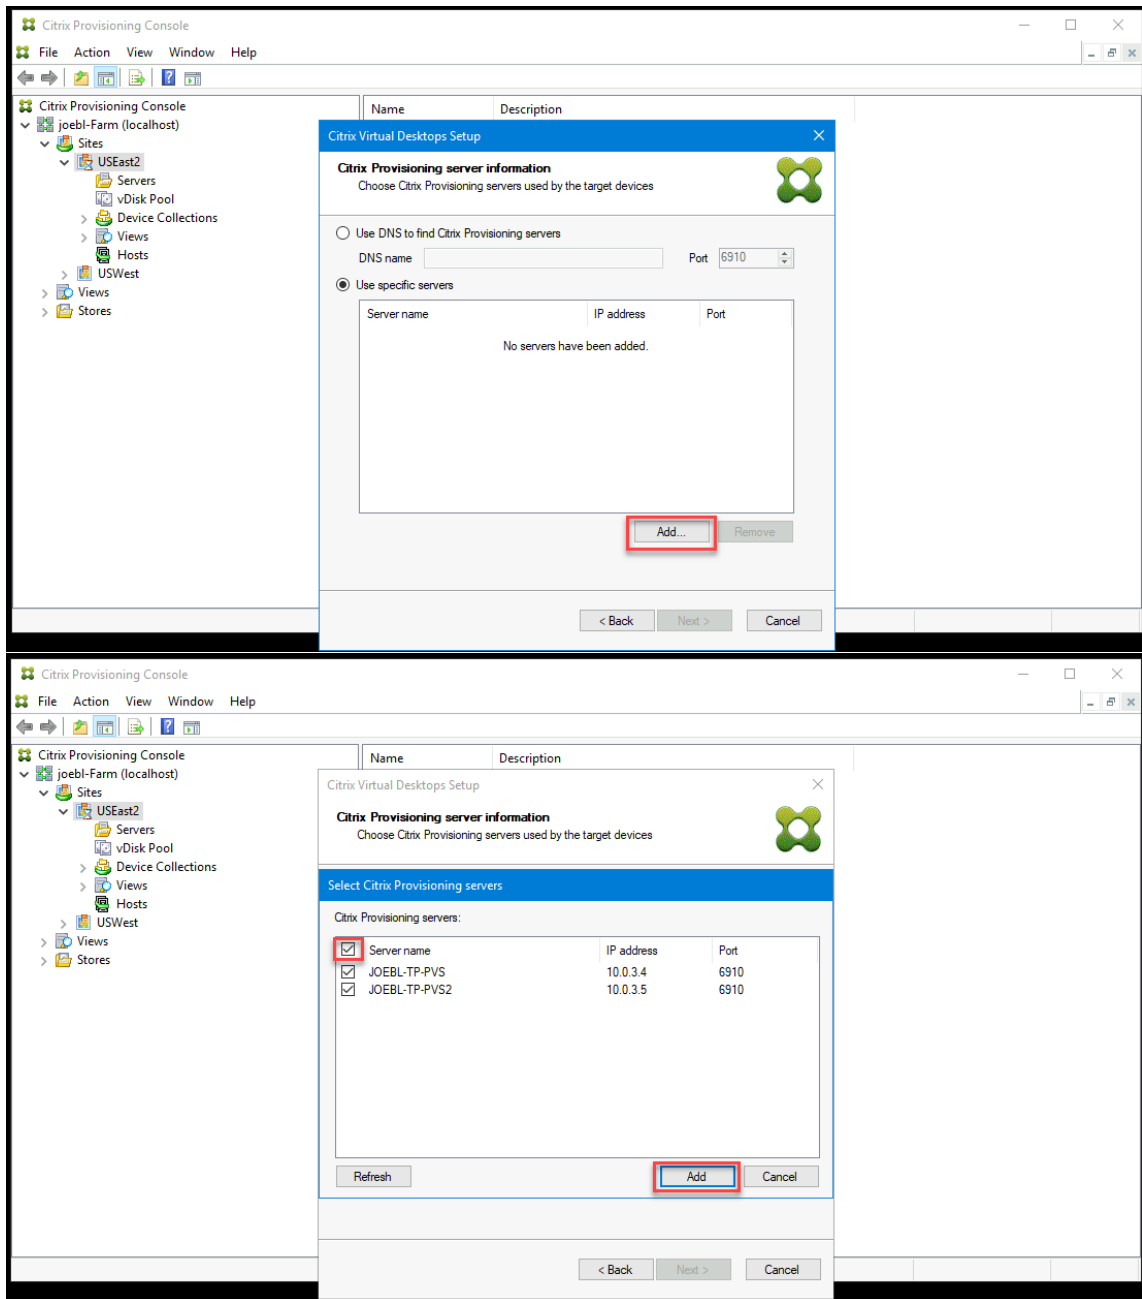 Citrix Provisioning Console
File Action View Window Help
Citrix Provisioning Console
joebl-Farm (localhost)
Sites
USEast2
Servers
vDisk Pool
Device Collections
Views
Hosts
USWest
Views
Stores
Name Description
Citrix Virtual Desktops Setup
Citrix Provisioning server information
Choose Citrix Provisioning servers used by the target devices
Use DNS to find Citrix Provisioning servers
DNS name Port 6910
Use specific servers
Server name IP address Port
No servers have been added.
Add... Remove
< Back Next > Cancel
Citrix Provisioning Console
File Action View Window Help
Citrix Provisioning Console
joebl-Farm (localhost)
Sites
USEast2
Servers
vDisk Pool
Device Collections
Views
Hosts
USWest
Views
Stores
Name Description
Citrix Virtual Desktops Setup
Citrix Provisioning server information
Choose Citrix Provisioning servers used by the target devices
Select Citrix Provisioning servers
Citrix Provisioning servers:
Server name IP address Port
JOEBL-TP-PVS 10.0.3.4 6910
JOEBL-TP-PVS2 10.0.3.5 6910
Refresh Add Cancel
< Back Next > Cancel